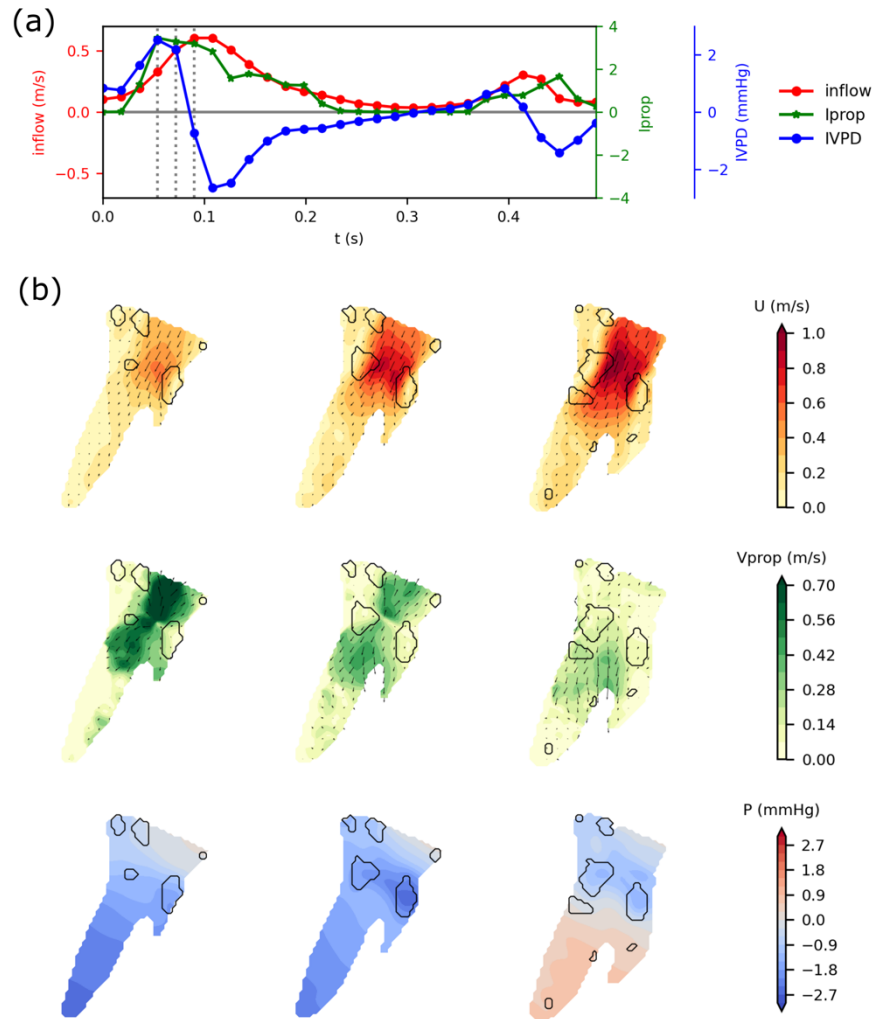 (a)
0.5
0.0
−0.5
inflow (m/s)
4
2
0
−2
−4
Iprop
2
0
−2
IVPD (mmHg)
inflow
Iprop
IVPD
0.0 0.1 0.2 0.3 0.4
t (s)
(b)
U (m/s)
1.0
0.8
0.6
0.4
0.2
0.0
Vprop (m/s)
0.70
0.56
0.42
0.28
0.14
0.00
P (mmHg)
2.7
1.8
0.9
0.0
−0.9
−1.8
−2.7